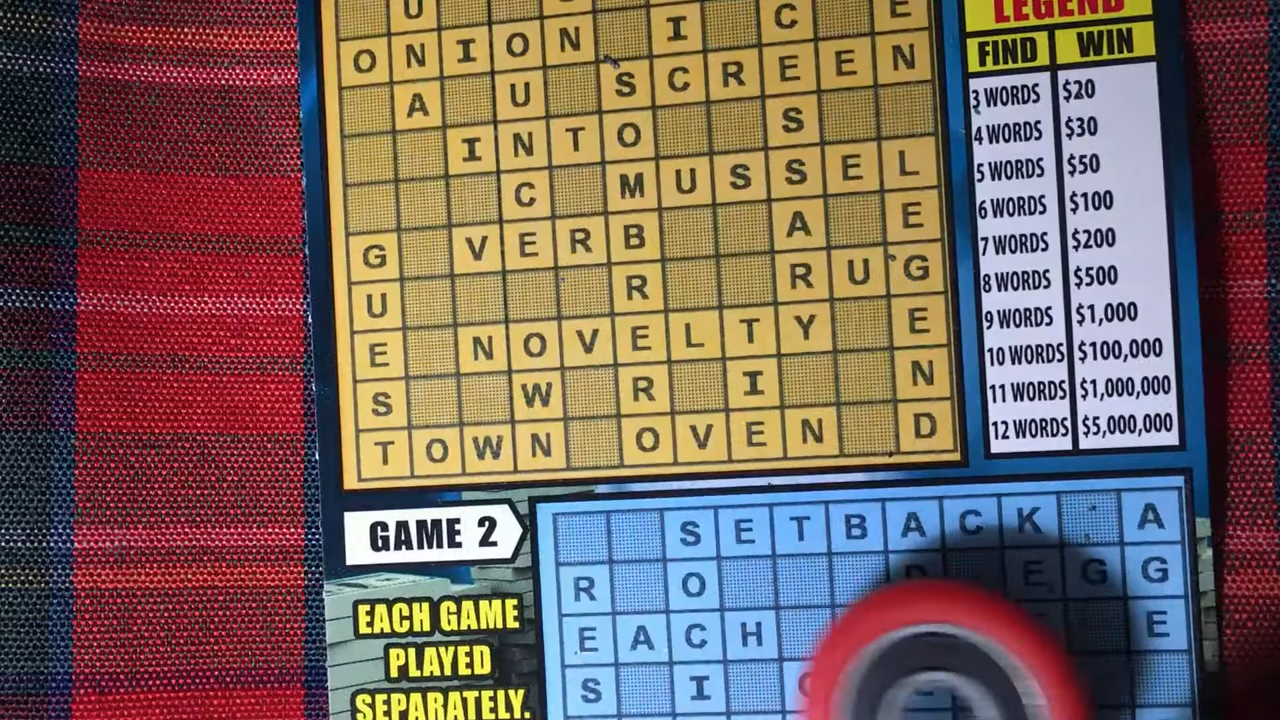 LEGEND
FIND WIN
3 WORDS $20
4 WORDS $30
5 WORDS $50
6 WORDS $100
7 WORDS $200
8 WORDS $500
9 WORDS $1,000
10 WORDS $100,000
11 WORDS $1,000,000
12 WORDS $5,000,000
U C E
O N I O N I E
A U S C R E E N
I N T O S
C M U S S E L
G V E R B A E
U R R U G
E N O V E L T Y E
S W R I N
T O W N O V E N D
GAME 2
EACH GAME
PLAYED
SEPARATELY.
S E T B A C K A
R O E G G
E A C H E
S I